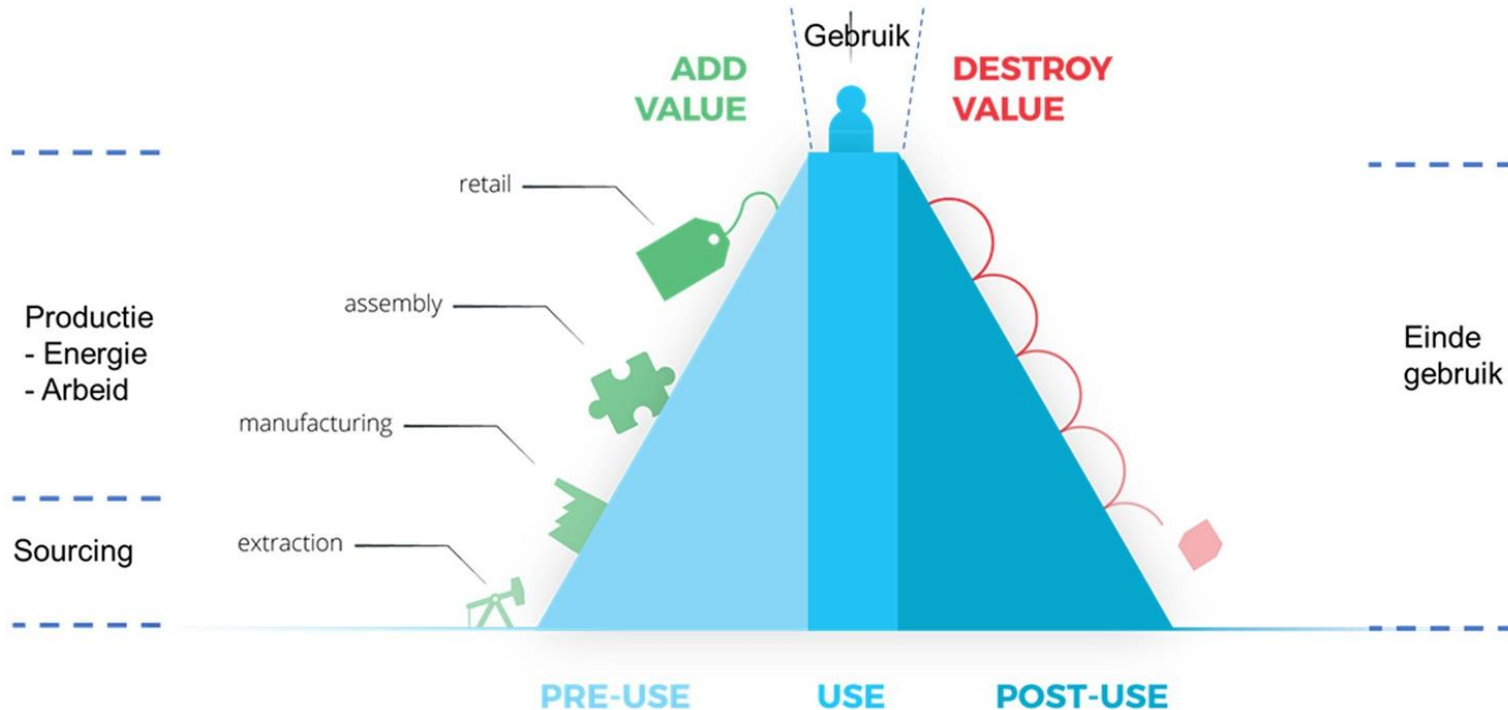 Gebruik
ADD
VALUE
DESTROY
VALUE
retail
assembly
manufacturing
extraction
Productie
- Energie
- Arbeid
Sourcing
Einde
gebruik
PRE-USE
USE
POST-USE